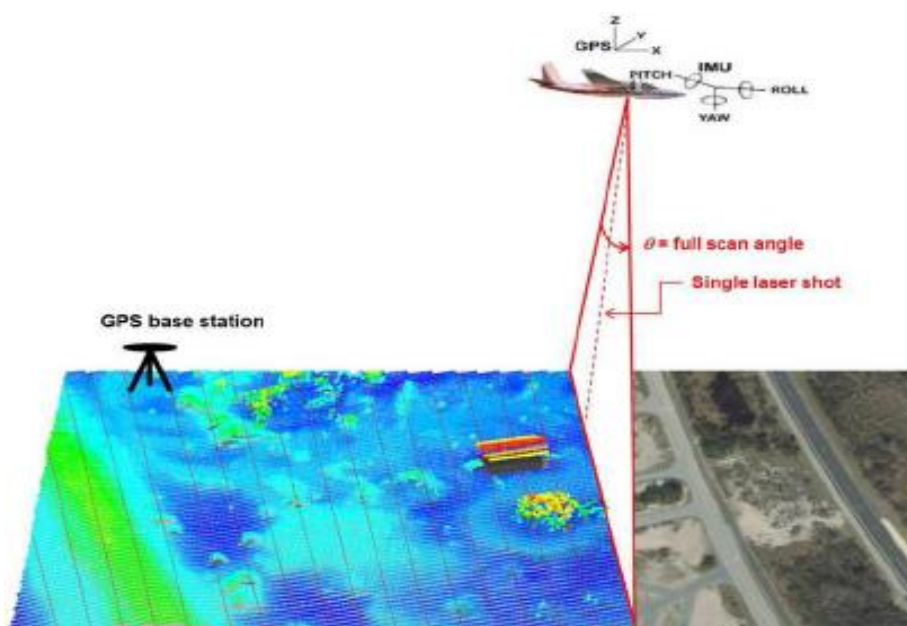 Z
Y
GPS
X
PITCH
IMU
ROLL
YAW
θ = full scan angle
Single laser shot
GPS base station